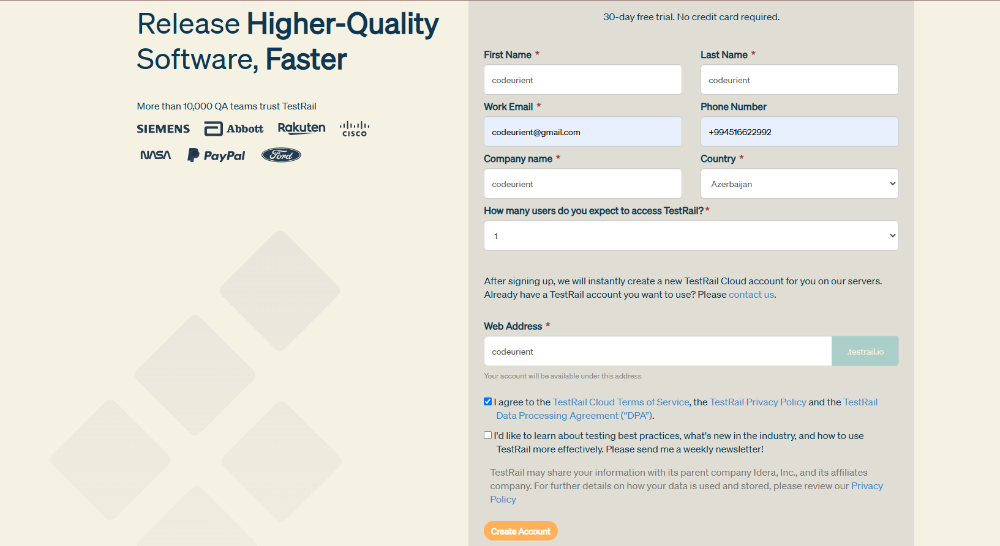 Release Higher-Quality
Software, Faster
More than 10,000 QA teams trust TestRail
SIEMENS Abbott Rakuten CISCO
NASA PayPal Ford
30-day free trial. No credit card required.
First Name * Last Name *
codeurient codeurient
Work Email * Phone Number
codeurient@gmail.com +994516622992
Company name * Country *
codeurient Azerbaijan
How many users do you expect to access TestRail?*
1
After signing up, we will instantly create a new TestRail Cloud account for you on our servers.
Already have a TestRail account you want to use? Please contact us.
Web Address *
codeurient .testrail.io
Your account will be available under this address.
I agree to the TestRail Cloud Terms of Service, the TestRail Privacy Policy and the TestRail
Data Processing Agreement (“DPA”).
I'd like to learn about testing best practices, what's new in the industry, and how to use
TestRail more effectively. Please send me a weekly newsletter!
TestRail may share your information with its parent company Idera, Inc., and its affiliates
company. For further details on how your data is used and stored, please review our Privacy
Policy
Create Account